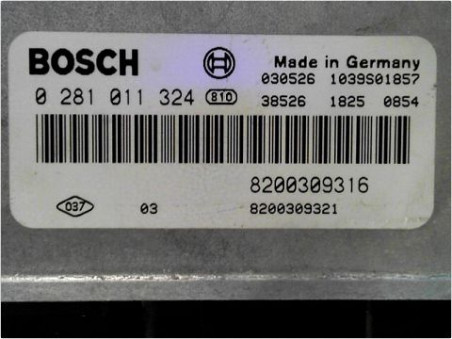 BOSCH Made in Germany
030526 1039S01857
0 281 011 324 810 38526 1825 0854
8200309316
037 03 8200309321